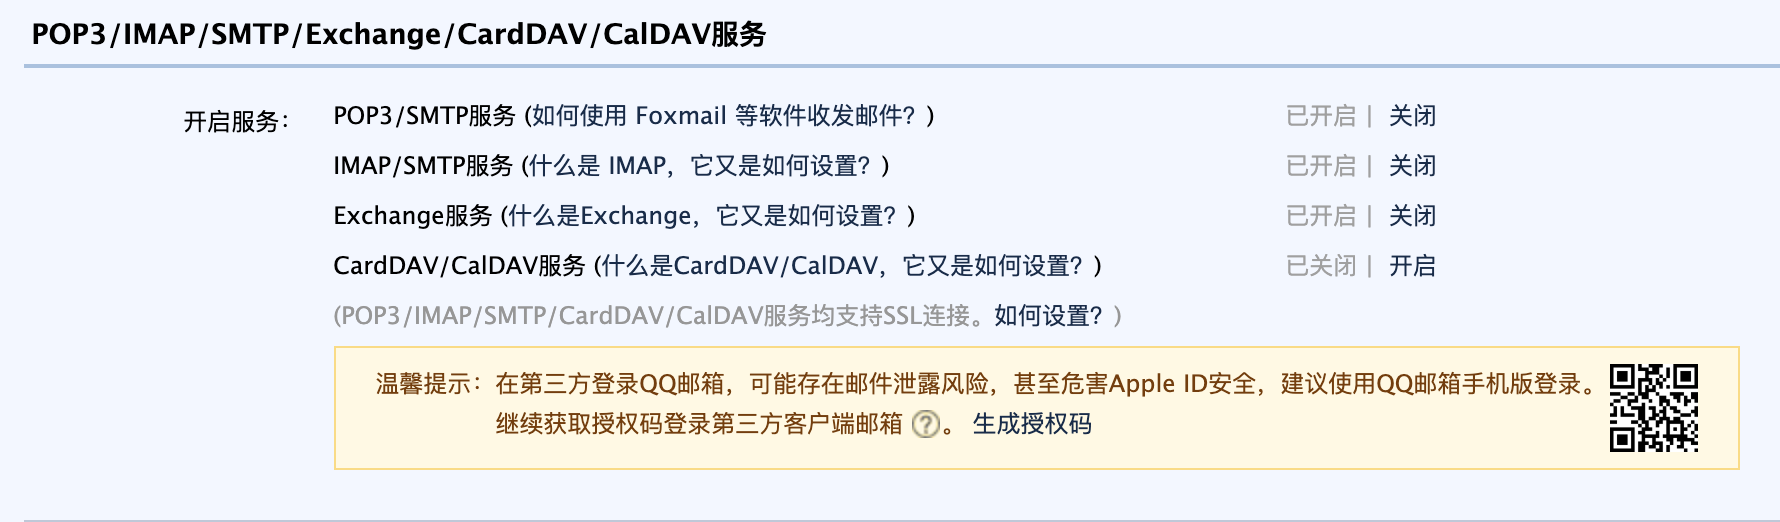 POP3/IMAP/SMTP/Exchange/CardDAV/CalDAV服务
开启服务： POP3/SMTP服务 (如何使用 Foxmail 等软件收发邮件？) 已开启 | 关闭
IMAP/SMTP服务 (什么是 IMAP，它又是如何设置？) 已开启 | 关闭
Exchange服务 (什么是Exchange，它又是如何设置？) 已开启 | 关闭
CardDAV/CalDAV服务 (什么是CardDAV/CalDAV，它又是如何设置？) 已关闭 | 开启
(POP3/IMAP/SMTP/CardDAV/CalDAV服务均支持SSL连接。如何设置？)
温馨提示：在第三方登录QQ邮箱，可能存在邮件泄露风险，甚至危害Apple ID安全，建议使用QQ邮箱手机版登录。
继续获取授权码登录第三方客户端邮箱 ? 。 生成授权码